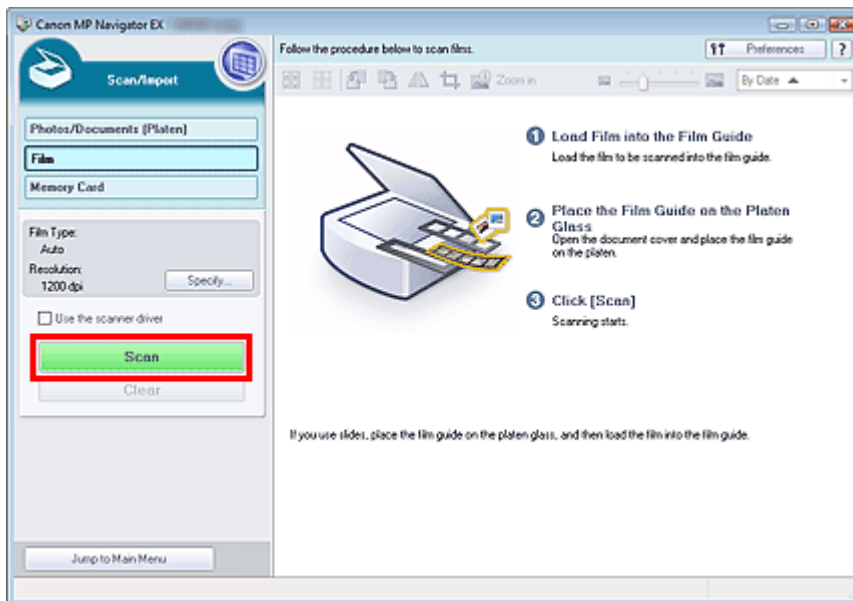 Canon MP Navigator EX
Scan/Import
Photos/Documents (Platen)
Film
Memory Card
Film Type:
Auto
Resolution:
1200 dpi
Specify...
Use the scanner driver
Scan
Clear
Jump to Main Menu
Follow the procedure below to scan films.
Preferences
?
Zoom in
By Date
1 Load Film into the Film Guide
Load the film to be scanned into the film guide.
2 Place the Film Guide on the Platen
Glass
Open the document cover and place the film guide
on the platen.
3 Click [Scan]
Scanning starts.
If you use slides, place the film guide on the platen glass, and then load the film into the film guide.